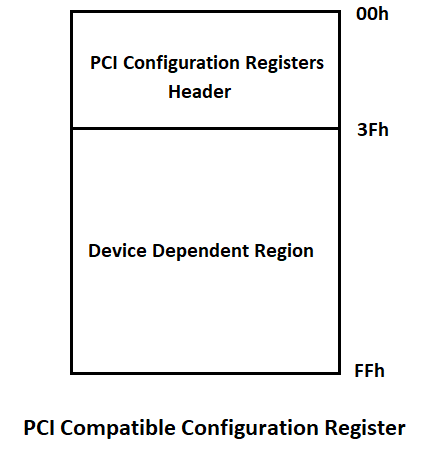 00h
PCI Configuration Registers
Header
3Fh
Device Dependent Region
FFh
PCI Compatible Configuration Register